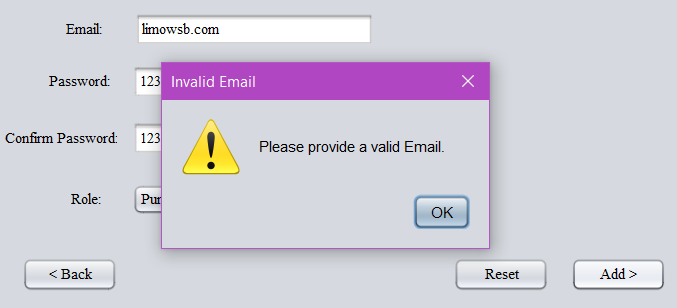 Email:
limowsb.com
Password:
123
Invalid Email
Please provide a valid Email.
Confirm Password:
123
OK
Role:
Pur
< Back
Reset
Add >